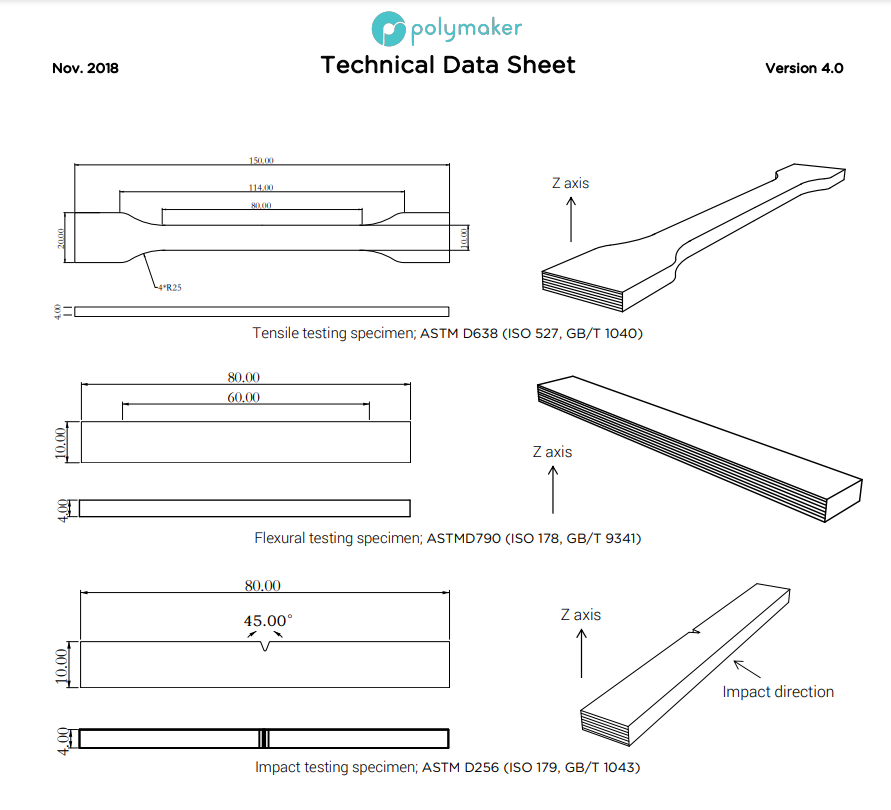 polymaker
Nov. 2018
Technical Data Sheet
Version 4.0
150.00
114.00
80.00
20.00
10.00
4*R25
4.00
Z axis
Tensile testing specimen; ASTM D638 (ISO 527, GB/T 1040)
80.00
60.00
10.00
4.00
Z axis
Flexural testing specimen; ASTMD790 (ISO 178, GB/T 9341)
80.00
45.00°
10.00
4.00
Z axis
Impact direction
Impact testing specimen; ASTM D256 (ISO 179, GB/T 1043)